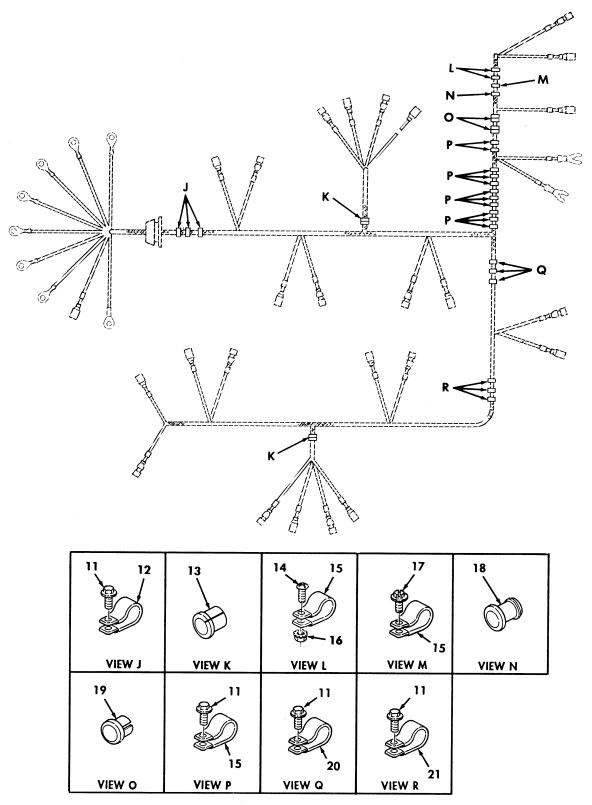 L
M
N
O
P
J
P
K
P
P
Q
R
K
11
12
13
14
15
16
17
15
18
VIEW J
VIEW K
VIEW L
VIEW M
VIEW N
19
11
15
11
20
11
21
VIEW O
VIEW P
VIEW Q
VIEW R